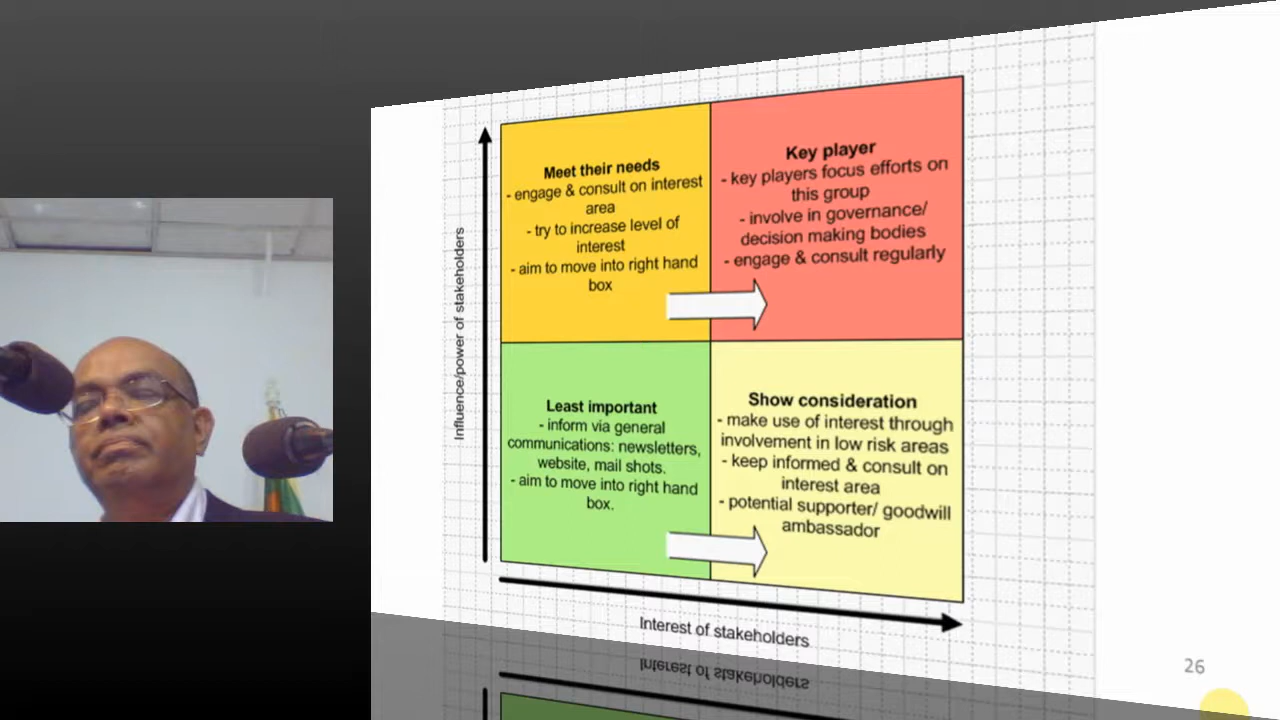 Influence/power of stakeholders
Meet their needs
- engage & consult on interest
area
- try to increase level of
interest
- aim to move into right hand
box
Key player
- key players focus efforts on
this group
- involve in governance/
decision making bodies
- engage & consult regularly
Least important
- inform via general
communications: newsletters,
website, mail shots.
- aim to move into right hand
box.
Show consideration
- make use of interest through
involvement in low risk areas
- keep informed & consult on
interest area
- potential supporter/ goodwill
ambassador
Interest of stakeholders
Interest of stakeholders
26